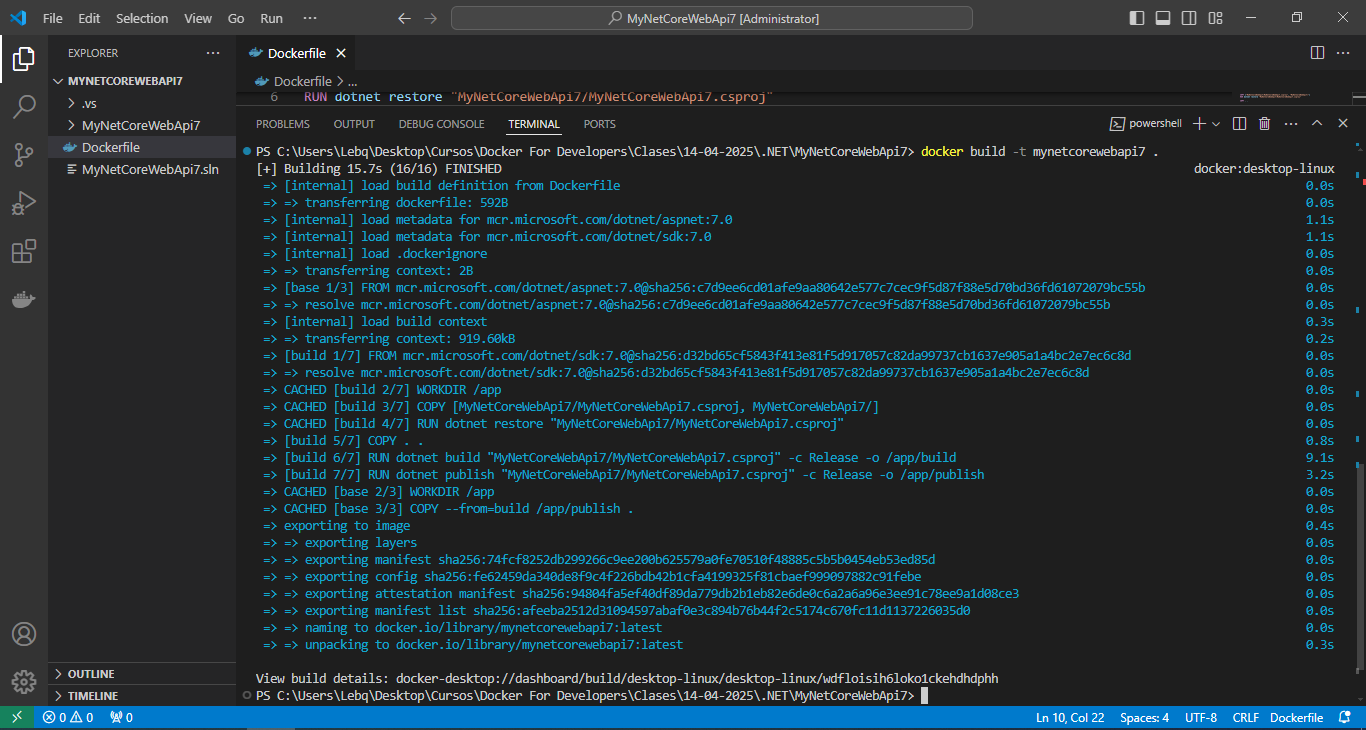 File Edit Selection View Go Run ··· MyNetCoreWebApi7 [Administrator]
EXPLORER ···
MYNETCOREWEBAPI7
.vs
MyNetCoreWebApi7
Dockerfile
MyNetCoreWebApi7.sln
OUTLINE
TIMELINE
Dockerfile
Dockerfile > ...
6 RUN dotnet restore "MyNetCoreWebApi7/MyNetCoreWebApi7.csproj"
PROBLEMS OUTPUT DEBUG CONSOLE TERMINAL PORTS powershell
PS C:\Users\Lebq\Desktop\Cursos\Docker For Developers\Clases\14-04-2025\.NET\MyNetCoreWebApi7> docker build -t mynetcorewebapi7 .
[+] Building 15.7s (16/16) FINISHED docker:desktop-linux
=> [internal] load build definition from Dockerfile 0.0s
=> => transferring dockerfile: 592B 0.0s
=> [internal] load metadata for mcr.microsoft.com/dotnet/aspnet:7.0 1.1s
=> [internal] load metadata for mcr.microsoft.com/dotnet/sdk:7.0 1.1s
=> [internal] load .dockerignore 0.0s
=> => transferring context: 2B 0.0s
=> [base 1/3] FROM mcr.microsoft.com/dotnet/aspnet:7.0@sha256:c7d9ee6cd01afe9aa80642e577c7cec9f5d87f88e5d70bd36fd61072079bc55b 0.0s
=> => resolve mcr.microsoft.com/dotnet/aspnet:7.0@sha256:c7d9ee6cd01afe9aa80642e577c7cec9f5d87f88e5d70bd36fd61072079bc55b 0.0s
=> [internal] load build context 0.3s
=> => transferring context: 919.60kB 0.2s
=> [build 1/7] FROM mcr.microsoft.com/dotnet/sdk:7.0@sha256:d32bd65cf5843f413e81f5d917057c82da99737cb1637e905a1a4bc2e7ec6c8d 0.0s
=> => resolve mcr.microsoft.com/dotnet/sdk:7.0@sha256:d32bd65cf5843f413e81f5d917057c82da99737cb1637e905a1a4bc2e7ec6c8d 0.0s
=> CACHED [build 2/7] WORKDIR /app 0.0s
=> CACHED [build 3/7] COPY [MyNetCoreWebApi7/MyNetCoreWebApi7.csproj, MyNetCoreWebApi7/] 0.0s
=> CACHED [build 4/7] RUN dotnet restore "MyNetCoreWebApi7/MyNetCoreWebApi7.csproj" 0.0s
=> [build 5/7] COPY . . 0.8s
=> [build 6/7] RUN dotnet build "MyNetCoreWebApi7/MyNetCoreWebApi7.csproj" -c Release -o /app/build 9.1s
=> [build 7/7] RUN dotnet publish "MyNetCoreWebApi7/MyNetCoreWebApi7.csproj" -c Release -o /app/publish 3.2s
=> CACHED [base 2/3] WORKDIR /app 0.0s
=> CACHED [base 3/3] COPY --from=build /app/publish . 0.0s
=> exporting to image 0.4s
=> => exporting layers 0.0s
=> => exporting manifest sha256:74fcf8252db299266c9ee200b625579a0fe70510f48885c5b5b0454eb53ed85d 0.0s
=> => exporting config sha256:fe62459da340de8f9c4f226bdb42b1cfa4199325f81cbaef999097882c91febe 0.0s
=> => exporting attestation manifest sha256:94804fa5ef40df89da779db2b1eb82e6de0c6a2a6a96e3ee91c78ee9a1d08ce3 0.0s
=> => exporting manifest list sha256:afeeba2512d31094597abaf0e3c894b76b44f2c5174c670fc11d1137226035d0 0.0s
=> => naming to docker.io/library/mynetcorewebapi7:latest 0.0s
=> => unpacking to docker.io/library/mynetcorewebapi7:latest 0.3s
View build details: docker-desktop://dashboard/build/desktop-linux/desktop-linux/wdfloisih6loko1ckehdhdphh
PS C:\Users\Lebq\Desktop\Cursos\Docker For Developers\Clases\14-04-2025\.NET\MyNetCoreWebApi7>
0 0 0 Ln 10, Col 22 Spaces: 4 UTF-8 CRLF Dockerfile